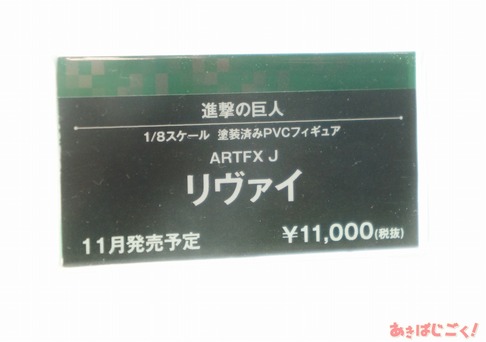 進撃の巨人
1/8スケール 塗装済みPVCフィギュア
ARTFX J
リヴァイ
11月発売予定 ¥11,000(税抜)
あきばじごく!